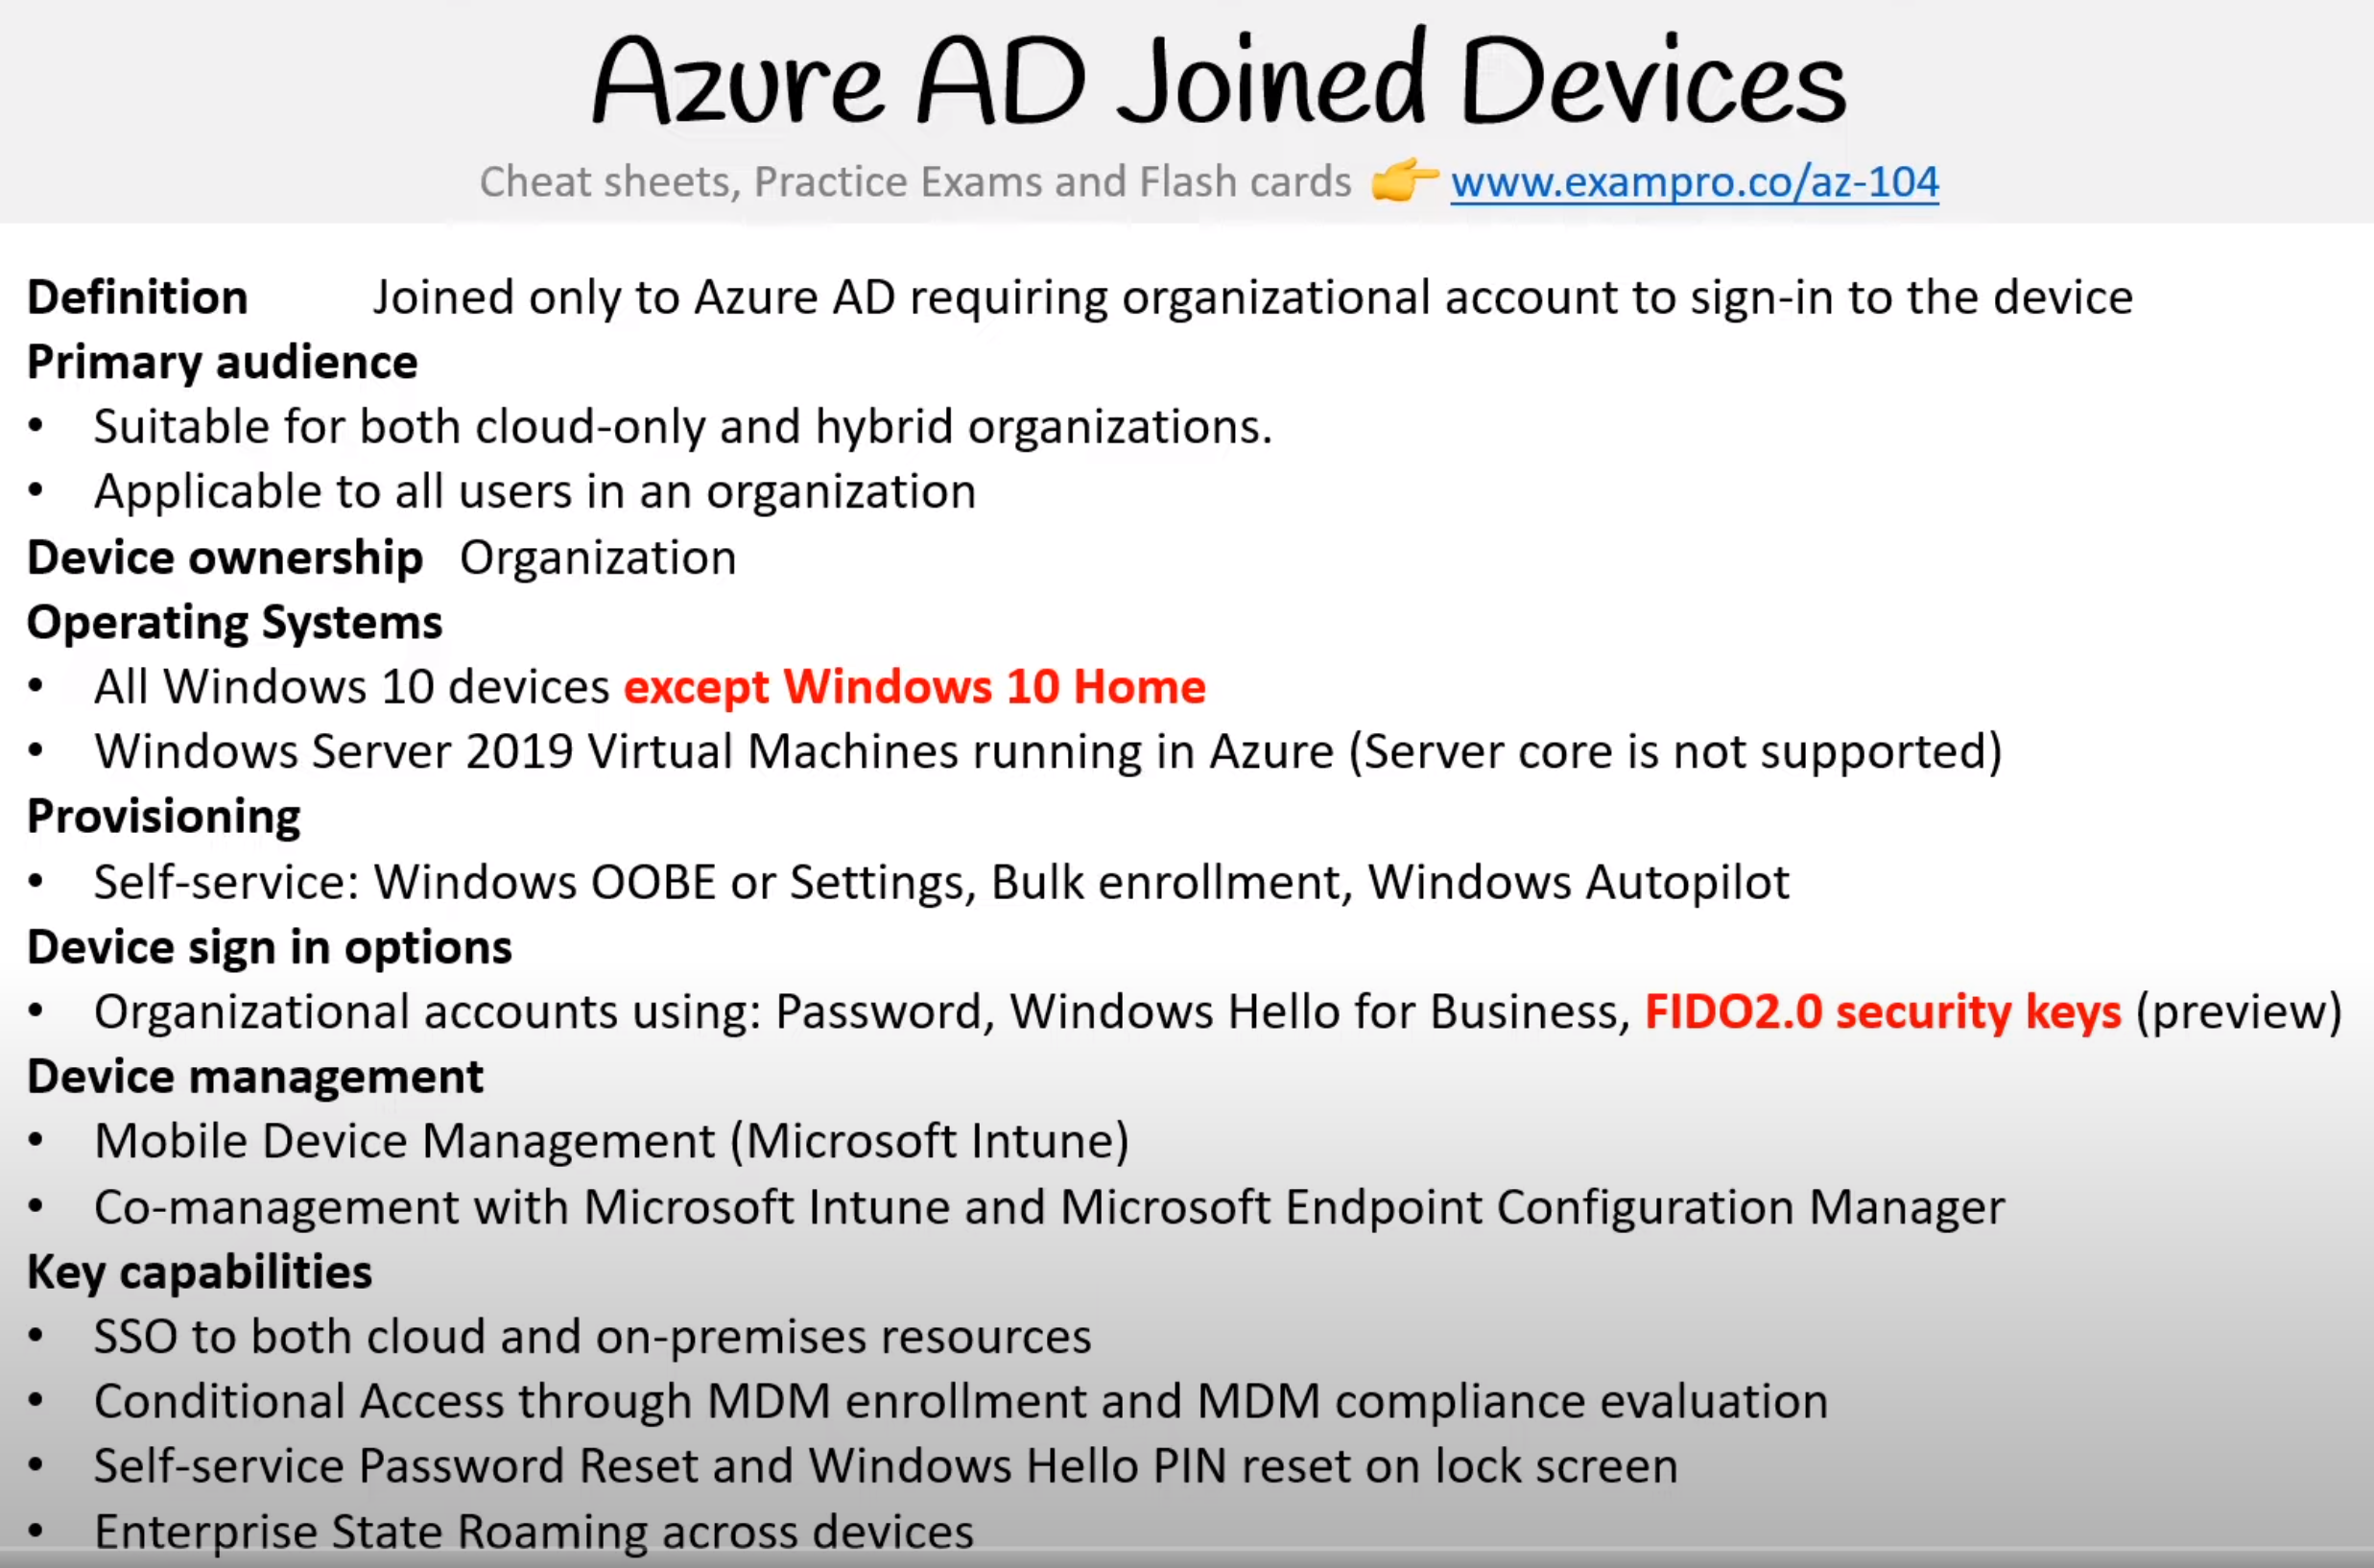 Azure AD Joined Devices
Cheat sheets, Practice Exams and Flash cards 👉 www.exampro.co/az-104
Definition Joined only to Azure AD requiring organizational account to sign-in to the device
Primary audience
• Suitable for both cloud-only and hybrid organizations.
• Applicable to all users in an organization
Device ownership Organization
Operating Systems
• All Windows 10 devices except Windows 10 Home
• Windows Server 2019 Virtual Machines running in Azure (Server core is not supported)
Provisioning
• Self-service: Windows OOBE or Settings, Bulk enrollment, Windows Autopilot
Device sign in options
• Organizational accounts using: Password, Windows Hello for Business, FIDO2.0 security keys (preview)
Device management
• Mobile Device Management (Microsoft Intune)
• Co-management with Microsoft Intune and Microsoft Endpoint Configuration Manager
Key capabilities
• SSO to both cloud and on-premises resources
• Conditional Access through MDM enrollment and MDM compliance evaluation
• Self-service Password Reset and Windows Hello PIN reset on lock screen
• Enterprise State Roaming across devices